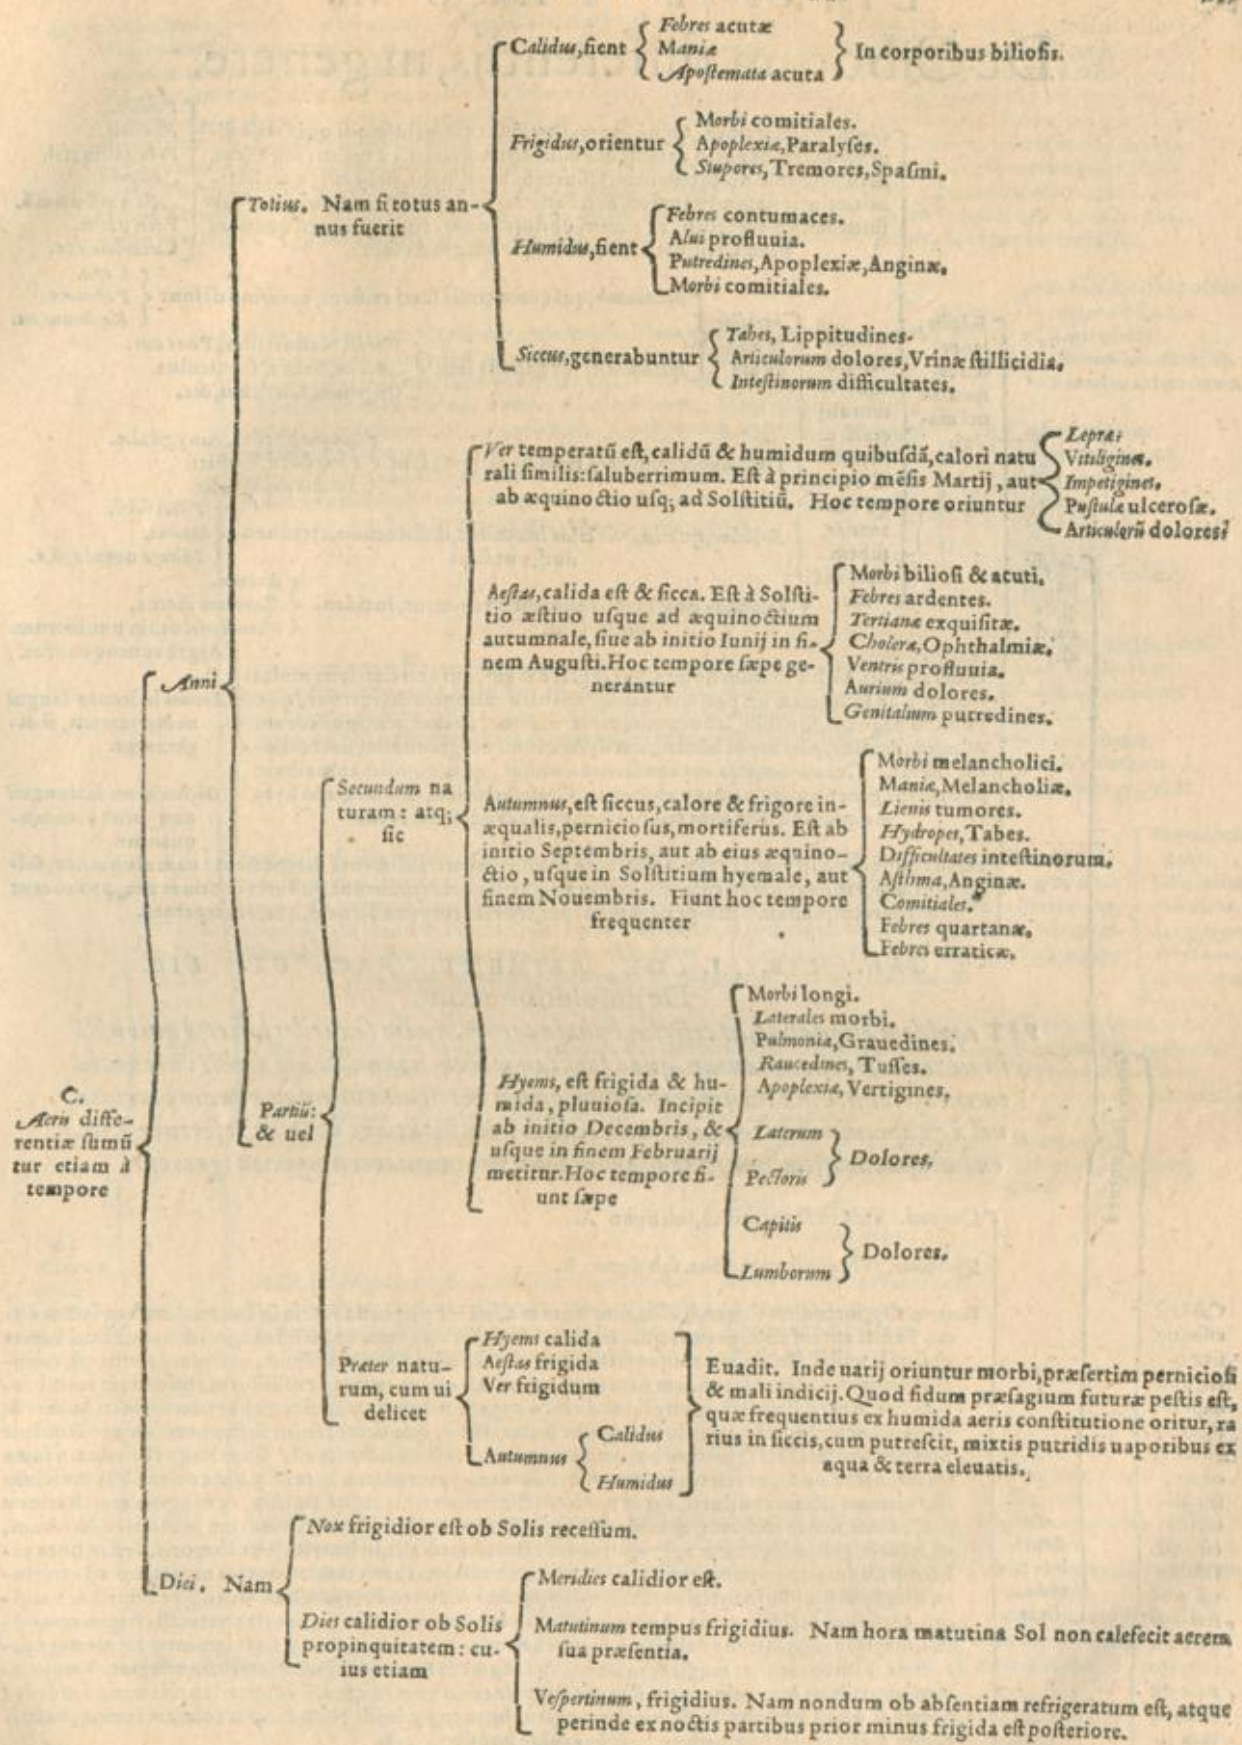 Calidus, fient
Febres acutæ
Maniæ
Apostemata acuta
In corporibus biliosis.
Frigidus, orientur
Morbi comitiales.
Apoplexiæ, Paralyses.
Stupores, Tremores, Spasmi.
Totius. Nam si totus an-
nus fuerit
Humidus, fient
Febres contumaces.
Alui profluuia.
Putredines, Apoplexiæ, Anginæ.
Morbi comitiales.
Siccus, generabuntur
Tabes, Lippitudines.
Articulorum dolores, Vrinæ stillicidia.
Intestinorum difficultates.
Ver temperatū est, calidū & humidum quibusdā, calori natu
rali similis: saluberrimum. Est à principio mēsis Martij, aut
ab æquinoctio usq; ad Solstitiū. Hoc tempore oriuntur
Lepræ:
Vitiligines.
Impetigines.
Pustulæ ulcerosæ.
Articulorū dolores:
Aestas, calida est & sicca. Est à Solsti-
tio æstiuo usque ad æquinoctium
autumnale, siue ab initio Iunij in fi-
nem Augusti. Hoc tempore sæpe ge-
nerantur
Morbi biliosi & acuti.
Febres ardentes.
Tertianæ exquisitæ.
Choleræ, Ophthalmiæ.
Ventris profluuia.
Aurium dolores.
Genitalium putredines.
Anni
Secundum na
turam: atq;
sic
Autumnus, est siccus, calore & frigore in-
æqualis, perniciosus, mortiferus. Est ab
initio Septembris, aut ab eius æquino-
ctio, usque in Solstitium hyemale, aut
finem Nouembris. Fiunt hoc tempore
frequenter
Morbi melancholici.
Maniæ, Melancholiæ.
Lienis tumores.
Hydropes, Tabes.
Difficultates intestinorum.
Asthma, Anginæ.
Comitiales.
Febres quartanæ.
Febres erraticæ.
C.
Aeris diffe-
rentiæ sumū
tur etiam à
tempore
Partiū:
& uel
Hyems, est frigida & hu-
mida, pluuiosa. Incipit
ab initio Decembris, &
usque in finem Februarij
metitur. Hoc tempore fi-
unt sæpe
Morbi longi.
Laterales morbi.
Pulmoniæ, Grauedines.
Raucedines, Tusses.
Apoplexiæ, Vertigines.
Laterum
Pectoris
Dolores.
Capitis
Lumborum
Dolores.
Præter natu-
rum, cum ui
delicet
Hyems calida
Aestas frigida
Ver frigidum
Autumnus
Calidus
Humidus
Euadit. Inde uarij oriuntur morbi, præsertim perniciosi
& mali indicij. Quod fidum præsagium futuræ pestis est,
quæ frequentius ex humida aeris constitutione oritur, ra
rius in siccis, cum putrescit, mixtis putridis uaporibus ex
aqua & terra eleuatis.
Diei. Nam
Nox frigidior est ob Solis recessum.
Dies calidior ob Solis
propinquitatem: cu-
ius etiam
Meridies calidior est.
Matutinum tempus frigidius. Nam hora matutina Sol non calefecit aerem
sua præsentia.
Vespertinum, frigidius. Nam nondum ob absentiam refrigeratum est, atque
perinde ex noctis partibus prior minus frigida est posteriore.